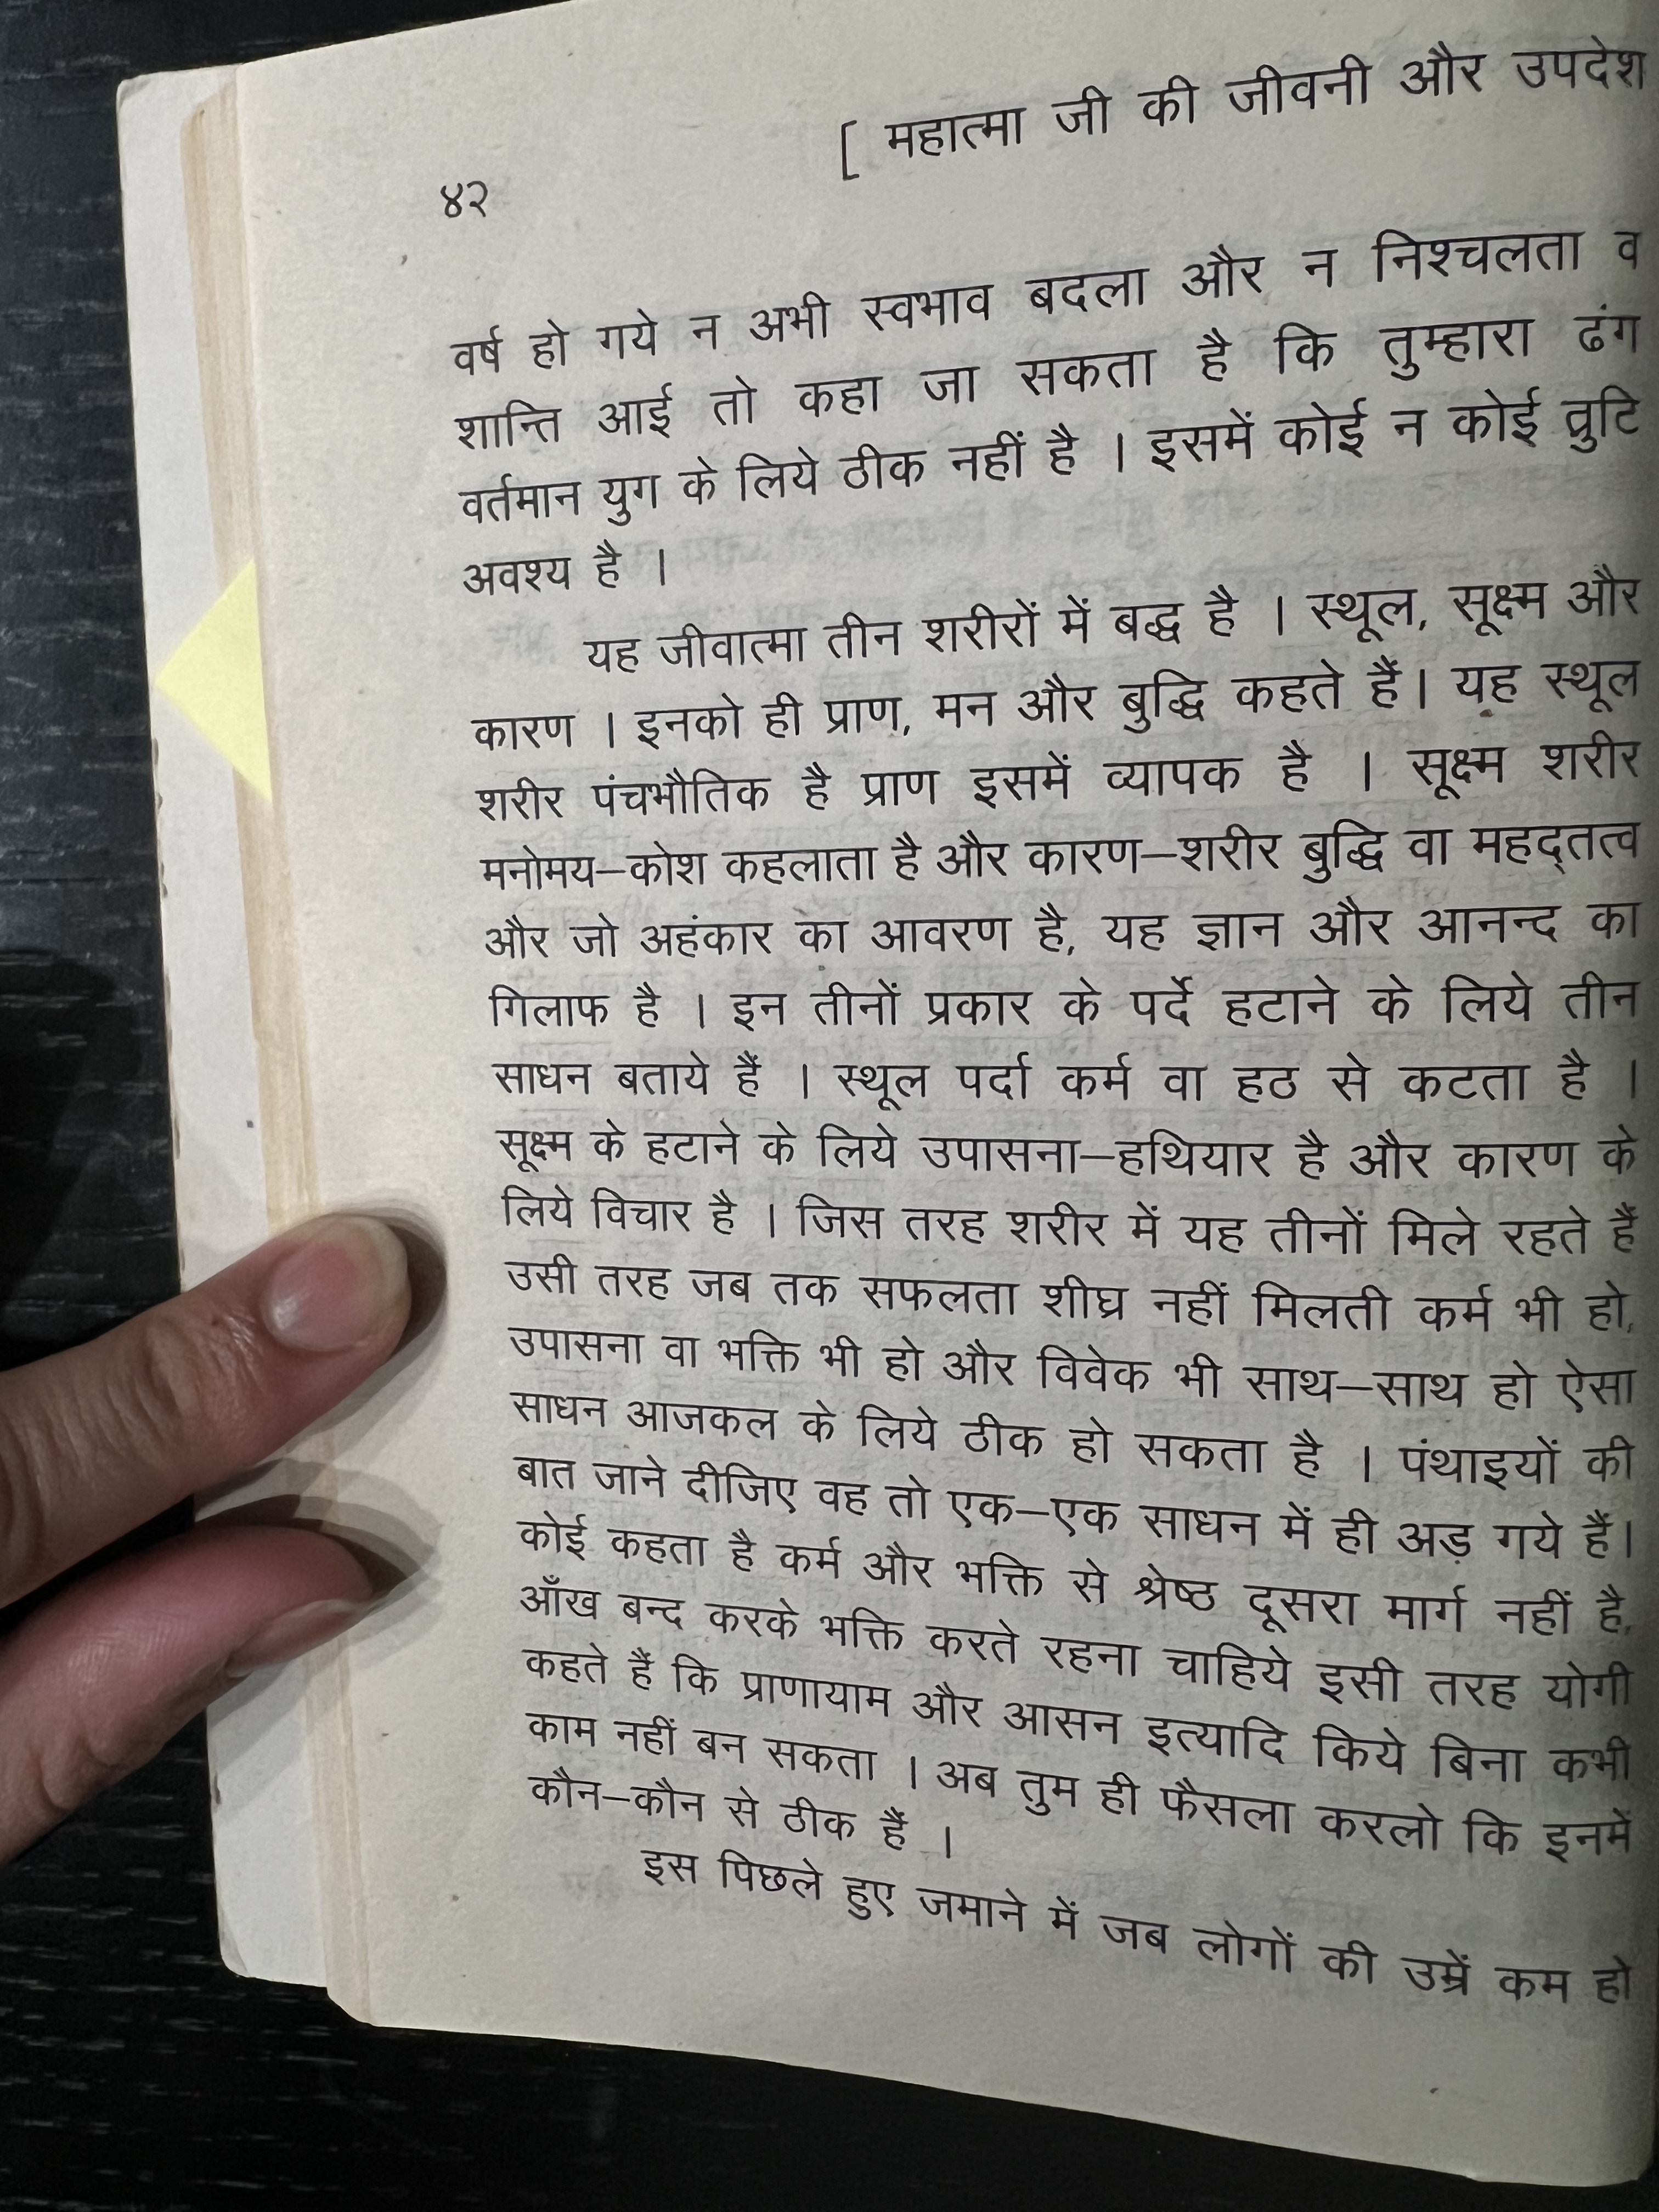 [ महात्मा जी की जीवनी और उपदेश
४२
वर्ष हो गये न अभी स्वभाव बदला और न निश्चलता व
शान्ति आई तो कहा जा सकता है कि तुम्हारा ढंग
वर्तमान युग के लिये ठीक नहीं है । इसमें कोई न कोई त्रुटि
अवश्य है ।
यह जीवात्मा तीन शरीरों में बद्ध है । स्थूल, सूक्ष्म और
कारण । इनको ही प्राण, मन और बुद्धि कहते हैं। यह स्थूल
शरीर पंचभौतिक है प्राण इसमें व्यापक है । सूक्ष्म शरीर
मनोमय–कोश कहलाता है और कारण–शरीर बुद्धि वा महद्तत्व
और जो अहंकार का आवरण है, यह ज्ञान और आनन्द का
गिलाफ है । इन तीनों प्रकार के पर्दे हटाने के लिये तीन
साधन बताये हैं । स्थूल पर्दा कर्म वा हठ से कटता है ।
सूक्ष्म के हटाने के लिये उपासना–हथियार है और कारण के
लिये विचार है । जिस तरह शरीर में यह तीनों मिले रहते हैं
उसी तरह जब तक सफलता शीघ्र नहीं मिलती कर्म भी हो,
उपासना वा भक्ति भी हो और विवेक भी साथ–साथ हो ऐसा
साधन आजकल के लिये ठीक हो सकता है । पंथाइयों की
बात जाने दीजिए वह तो एक–एक साधन में ही अड़ गये हैं।
कोई कहता है कर्म और भक्ति से श्रेष्ठ दूसरा मार्ग नहीं है,
आँख बन्द करके भक्ति करते रहना चाहिये इसी तरह योगी
कहते हैं कि प्राणायाम और आसन इत्यादि किये बिना कभी
काम नहीं बन सकता । अब तुम ही फैसला करलो कि इनमें
कौन–कौन से ठीक हैं ।
इस पिछले हुए जमाने में जब लोगों की उम्रें कम हो